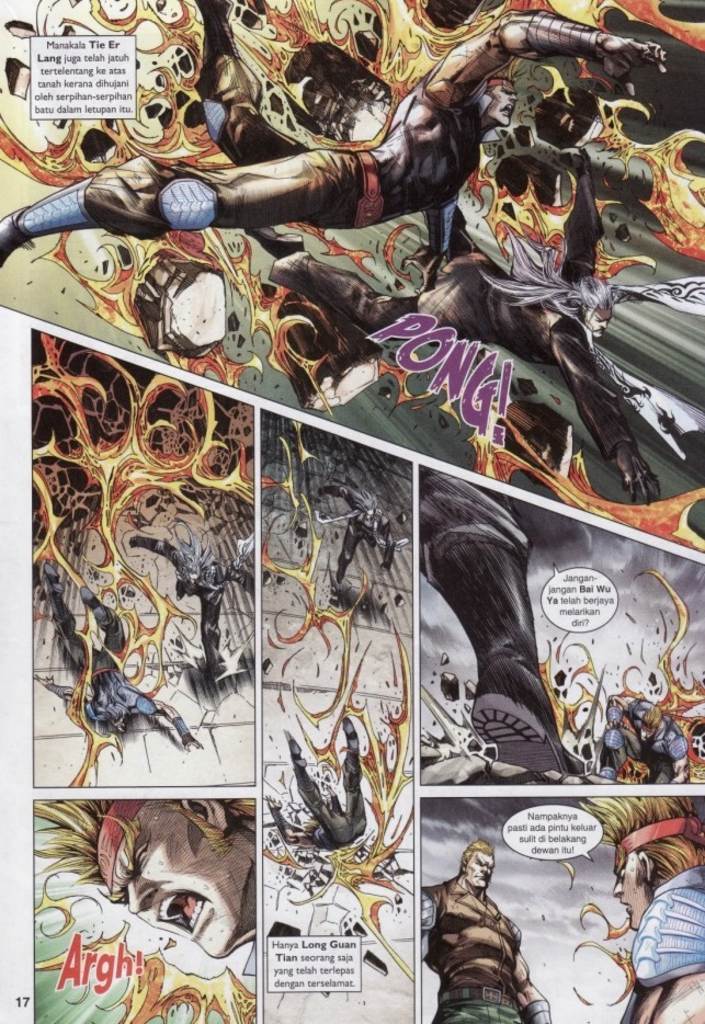 Manakala Tie Er
Lang juga telah jatuh
tertelentang ke atas
tanah kerana dihujani
oleh serpihan-serpihan
batu dalam letupan itu.
PONG!
Jangan-
jangan Bai Wu
Ya telah berjaya
melarikan
diri?
Argh!
Hanya Long Guan
Tian seorang saja
yang telah terlepas
dengan terselamat.
Nampaknya
pasti ada pintu keluar
sulit di belakang
dewan itu!
17